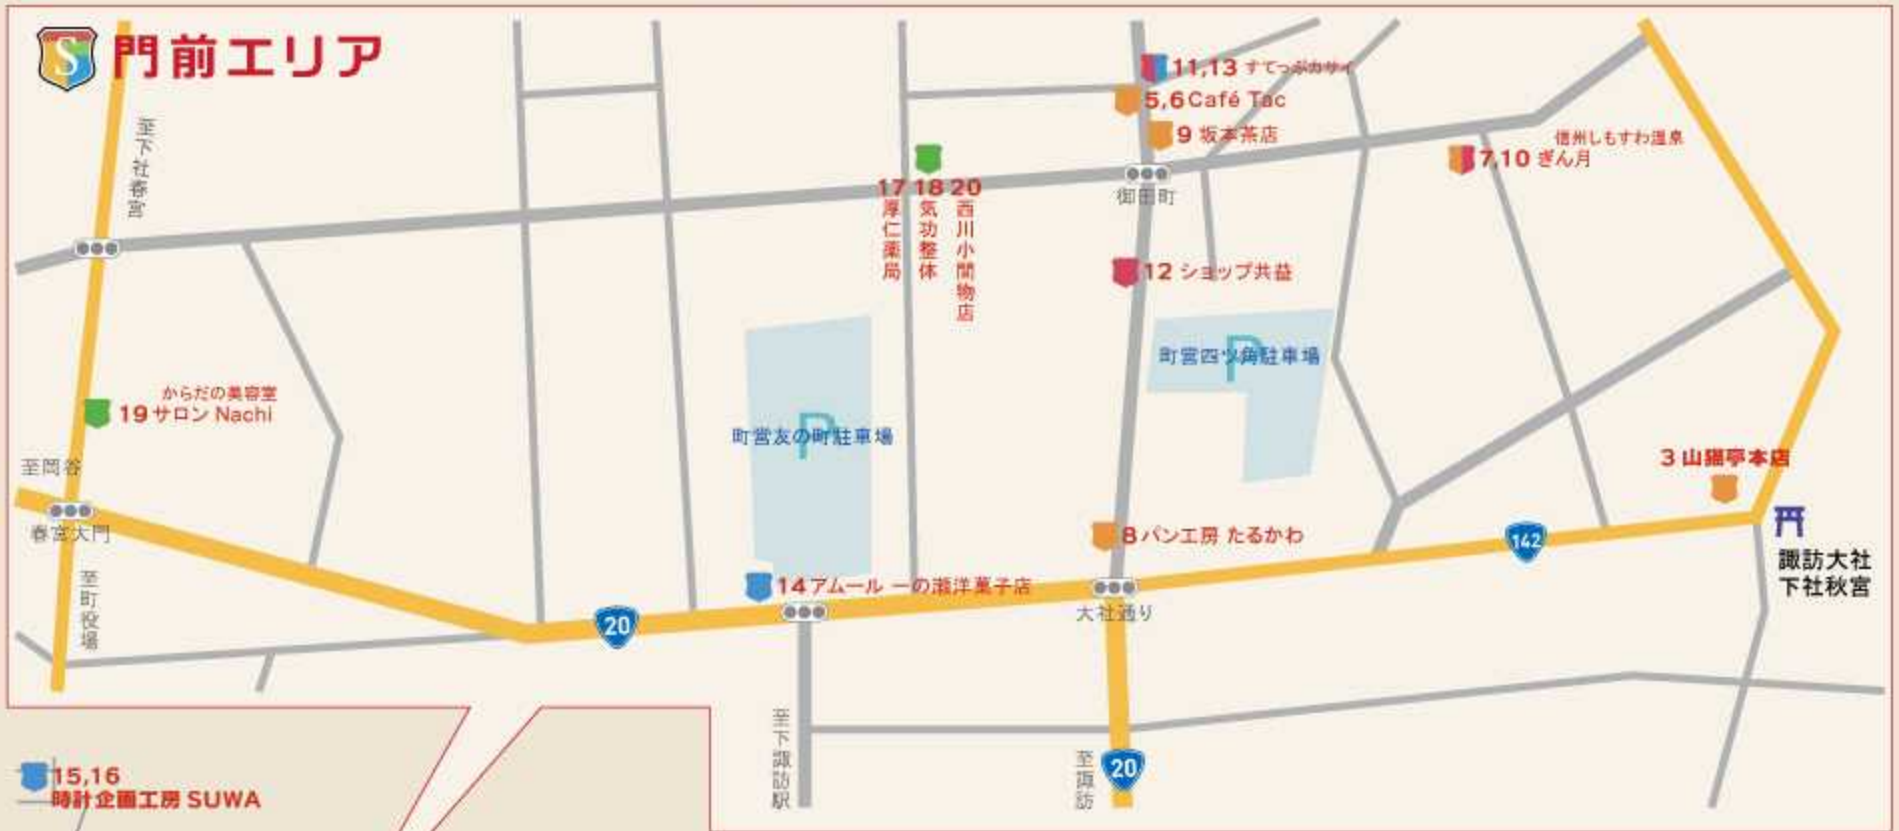 S 門前エリア
至下社春宮
11,13 すてっぷカサイ
5,6 Café Tac
9 坂本茶店
信州しもすわ温泉
7,10 ぎん月
御田町
17 18 20
厚仁薬局
気功整体
西川小間物店
12 ショップ共益
町営四ツ角駐車場
P
からだの美容室
19 サロン Nachi
町営友の町駐車場
P
至岡谷
春宮大門
至町役場
3 山猫亭本店
8 パン工房 たるかわ
142
諏訪大社
下社秋宮
14 アムール 一の瀬洋菓子店
大社通り
20
至下諏訪駅
至諏訪
20
15,16
時計企画工房 SUWA